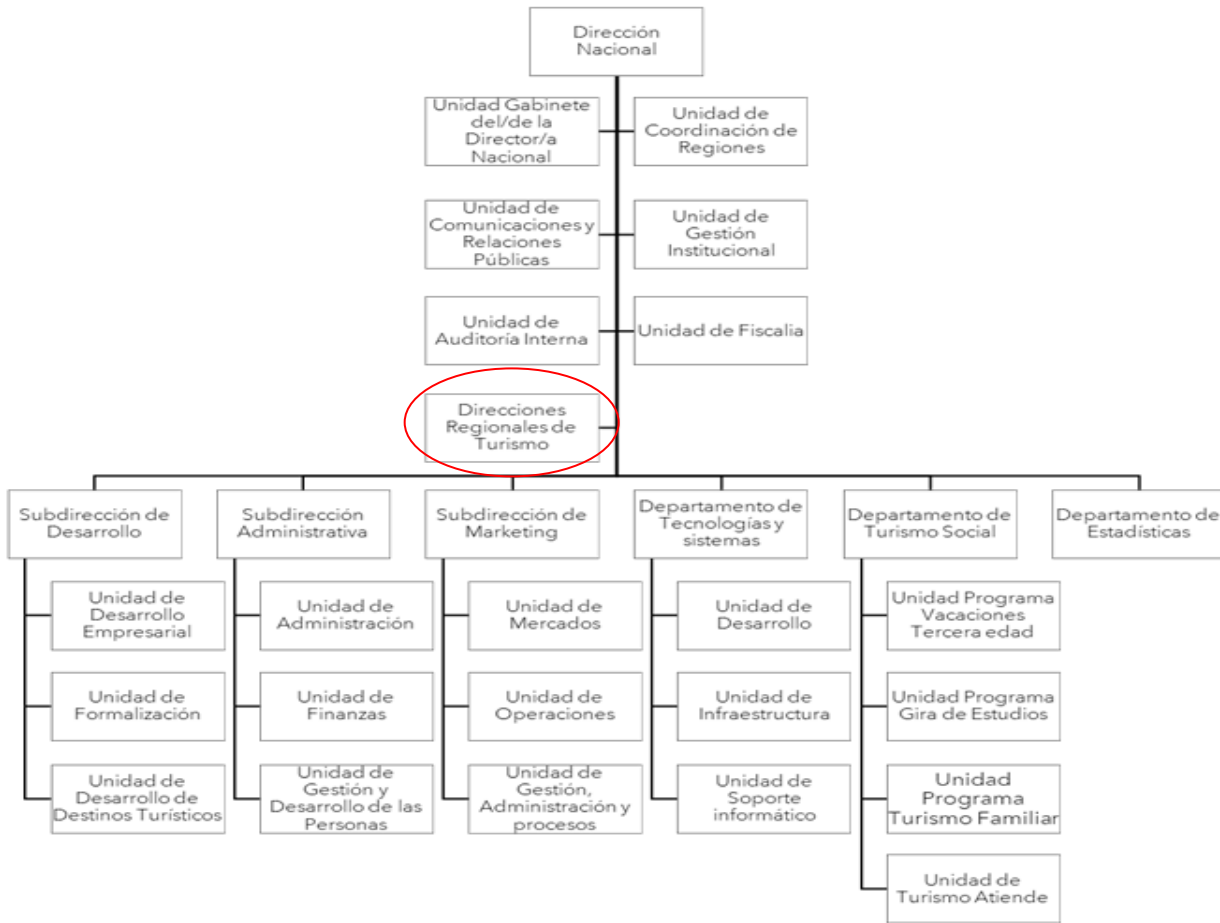 Dirección
Nacional
Unidad Gabinete
del/de la
Director/a
Nacional
Unidad de
Coordinación de
Regiones
Unidad de
Comunicaciones y
Relaciones
Públicas
Unidad de
Gestión
Institucional
Unidad de
Auditoría Interna
Unidad de Fiscalia
Direcciones
Regionales de
Turismo
Subdirección de
Desarrollo
Subdirección
Administrativa
Subdirección de
Marketing
Departamento de
Tecnologías y
sistemas
Departamento de
Turismo Social
Departamento de
Estadísticas
Unidad de
Desarrollo
Empresarial
Unidad de
Administración
Unidad de
Mercados
Unidad de
Desarrollo
Unidad Programa
Vacaciones
Tercera edad
Unidad de
Formalización
Unidad de
Finanzas
Unidad de
Operaciones
Unidad de
Infraestructura
Unidad Programa
Gira de Estudios
Unidad de
Desarrollo de
Destinos Turísticos
Unidad de
Gestión y
Desarrollo de las
Personas
Unidad de
Gestión,
Administración y
procesos
Unidad de
Soporte
informático
Unidad
Programa
Turismo Familiar
Unidad de
Turismo Atiende